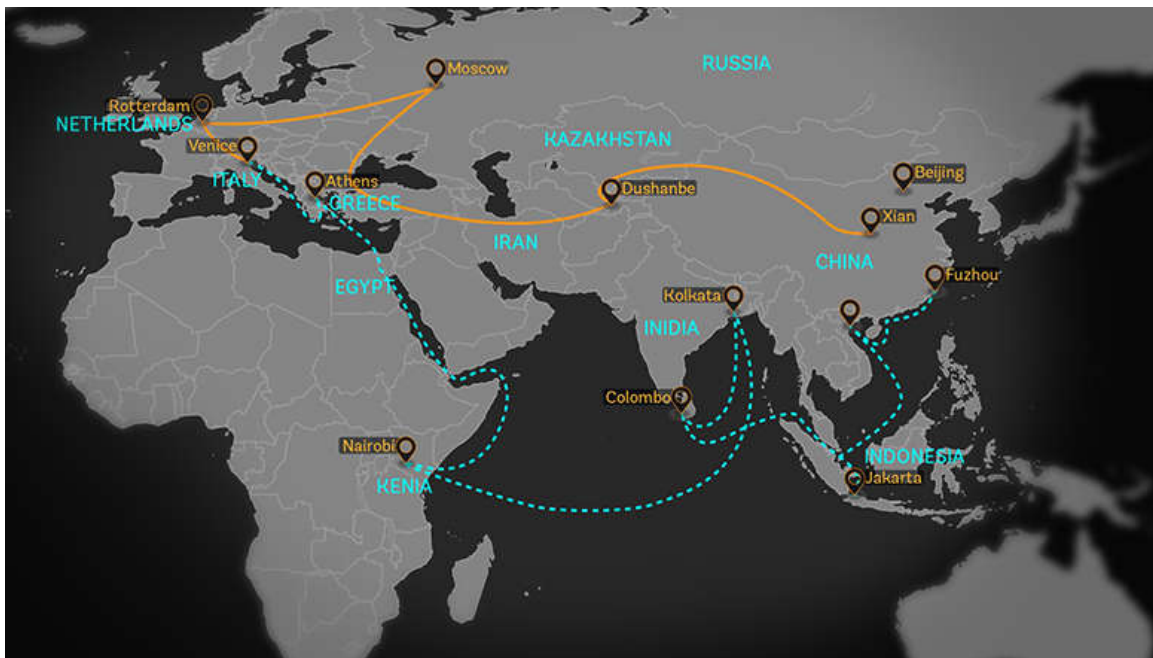 Moscow
RUSSIA
Rotterdam
NETHERLANDS
KAZAKHSTAN
Venice
ITALY
Athens
GREECE
Dushanbe
Beijing
Xian
IRAN
CHINA
Fuzhou
EGYPT
Kolkata
INIDIA
Colombo
Nairobi
KENIA
INDONESIA
Jakarta